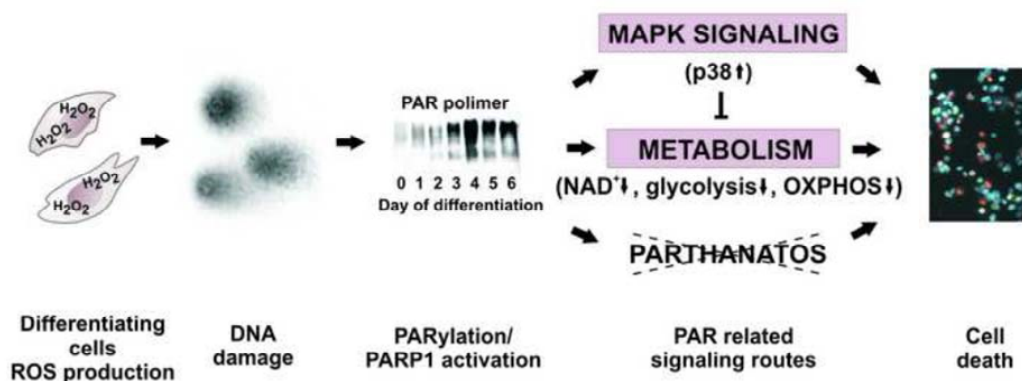 MAPK SIGNALING
(p38⬆)
H₂O₂
H₂O₂
H₂O₂
H₂O₂
PAR polimer
0 1 2 3 4 5 6
Day of differentiation
METABOLISM
(NAD⁺⬇, glycolysis⬇, OXPHOS⬇)
PARTHANATOS
Differentiating
cells
ROS production
DNA
damage
PARylation/
PARP1 activation
PAR related
signaling routes
Cell
death